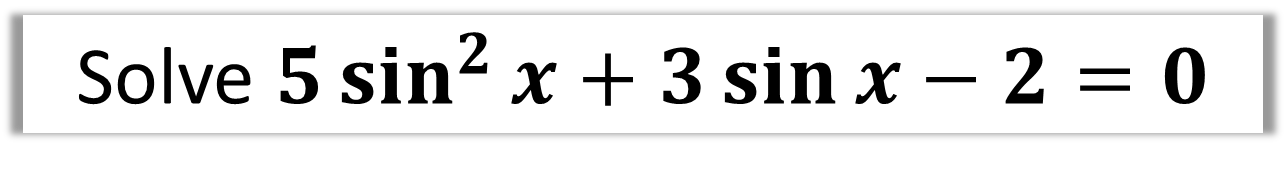 Solve 5 sin² x + 3 sin x − 2 = 0